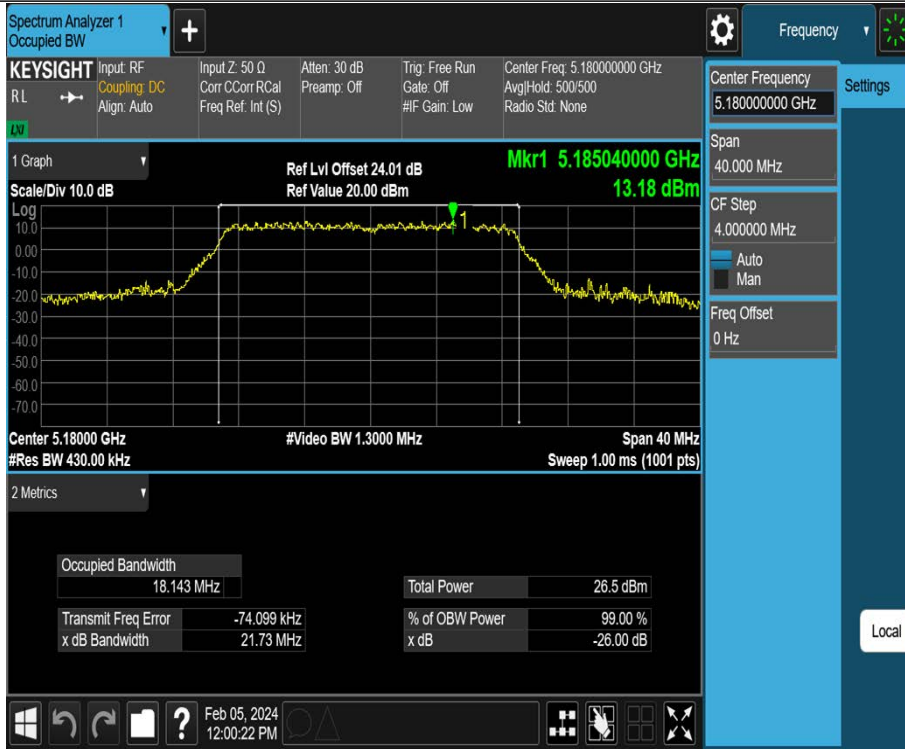 Spectrum Analyzer 1
Occupied BW
+
Frequency
KEYSIGHT
R L
LXI
Input: RF
Coupling: DC
Align: Auto
Input Z: 50 Ω
Corr CCorr RCal
Freq Ref: Int (S)
Atten: 30 dB
Preamp: Off
Trig: Free Run
Gate: Off
#IF Gain: Low
Center Freq: 5.180000000 GHz
Avg|Hold: 500/500
Radio Std: None
Center Frequency
5.180000000 GHz
Settings
Span
40.000 MHz
CF Step
4.000000 MHz
Auto
Man
Freq Offset
0 Hz
1 Graph
Scale/Div 10.0 dB
Ref Lvl Offset 24.01 dB
Ref Value 20.00 dBm
Mkr1 5.185040000 GHz
13.18 dBm
Log
10.0
0.00
-10.0
-20.0
-30.0
-40.0
-50.0
-60.0
-70.0
1
Center 5.18000 GHz
#Video BW 1.3000 MHz
Span 40 MHz
#Res BW 430.00 kHz
Sweep 1.00 ms (1001 pts)
2 Metrics
Occupied Bandwidth
18.143 MHz
Total Power 26.5 dBm
Transmit Freq Error -74.099 kHz
% of OBW Power 99.00 %
x dB Bandwidth 21.73 MHz
x dB -26.00 dB
Local
?
Feb 05, 2024
12:00:22 PM